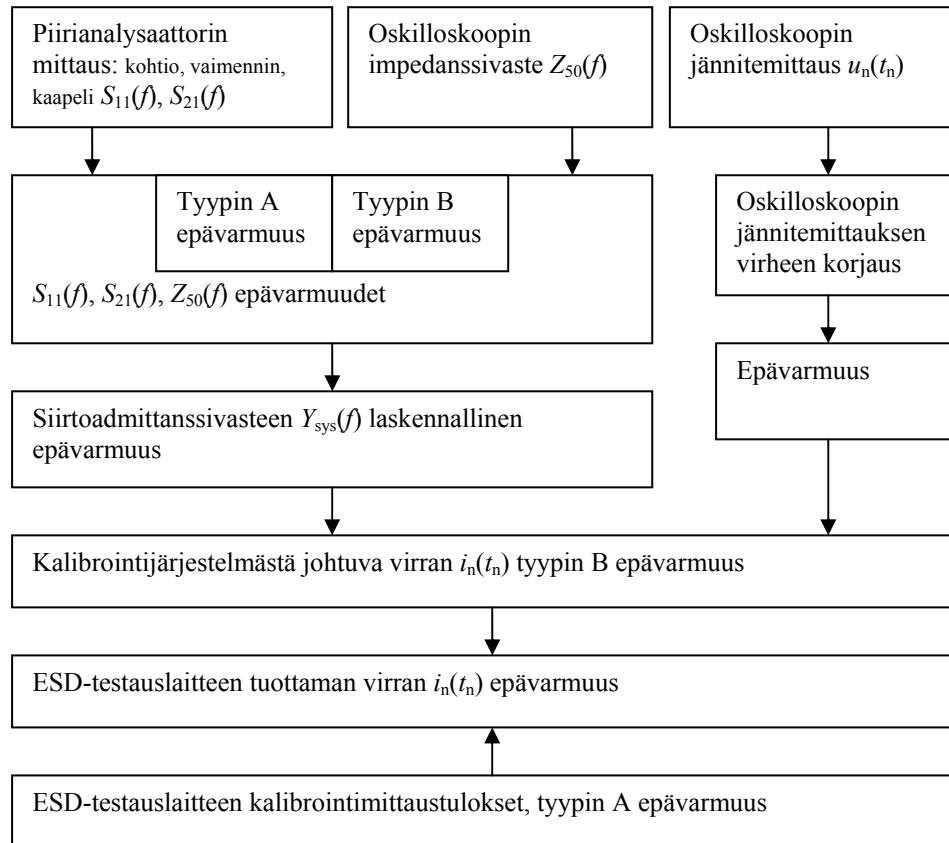 Piirianalysaattorin
mittaus: kohtio, vaimennin,
kaapeli S11(f), S21(f)
Oskilloskoopin
impedanssivaste Z50(f)
Oskilloskoopin
jännitemittaus un(tn)
Tyypin A
epävarmuus
Tyypin B
epävarmuus
S11(f), S21(f), Z50(f) epävarmuudet
Oskilloskoopin
jännitemittauksen
virheen korjaus
Siirtoadmittanssivasteen Ysys(f) laskennallinen
epävarmuus
Epävarmuus
Kalibrointijärjestelmästä johtuva virran in(tn) tyypin B epävarmuus
ESD-testauslaitteen tuottaman virran in(tn) epävarmuus
ESD-testauslaitteen kalibrointimittaustulokset, tyypin A epävarmuus